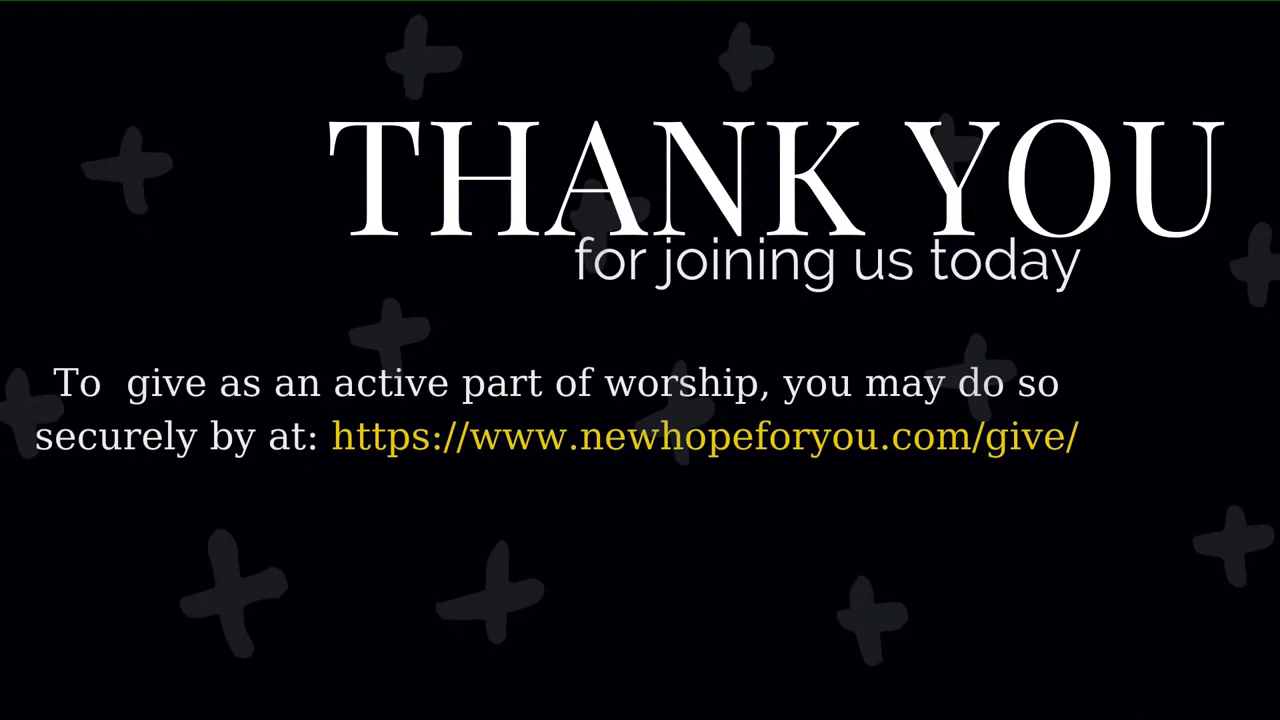 THANK YOU
for joining us today
To  give as an active part of worship, you may do so
securely by at: https://www.newhopeforyou.com/give/